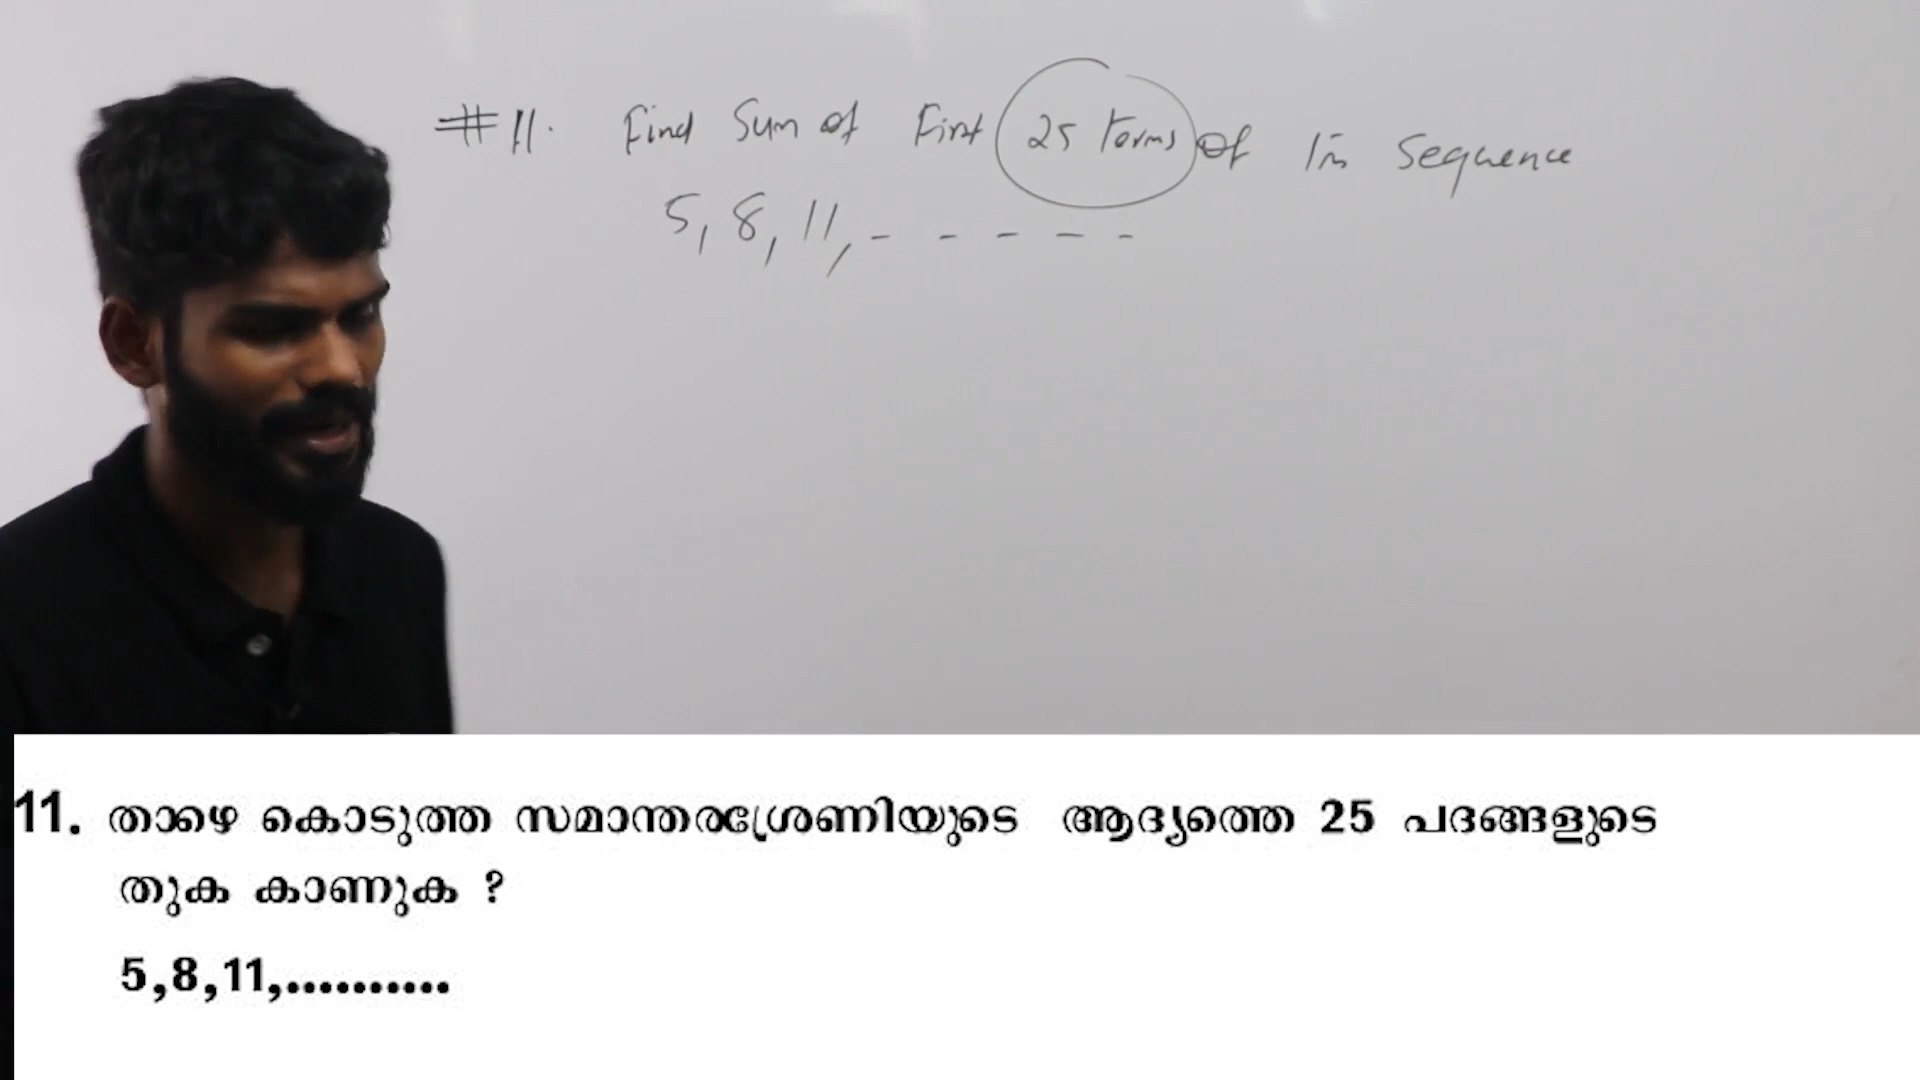 #11. Find Sum of First 25 Terms of the Sequence
5, 8, 11, - - - - -
11. താഴെ കൊടുത്ത സമാന്തരശ്രേണിയുടെ ആദ്യത്തെ 25 പദങ്ങളുടെ
തുക കാണുക ?
5,8,11,..........